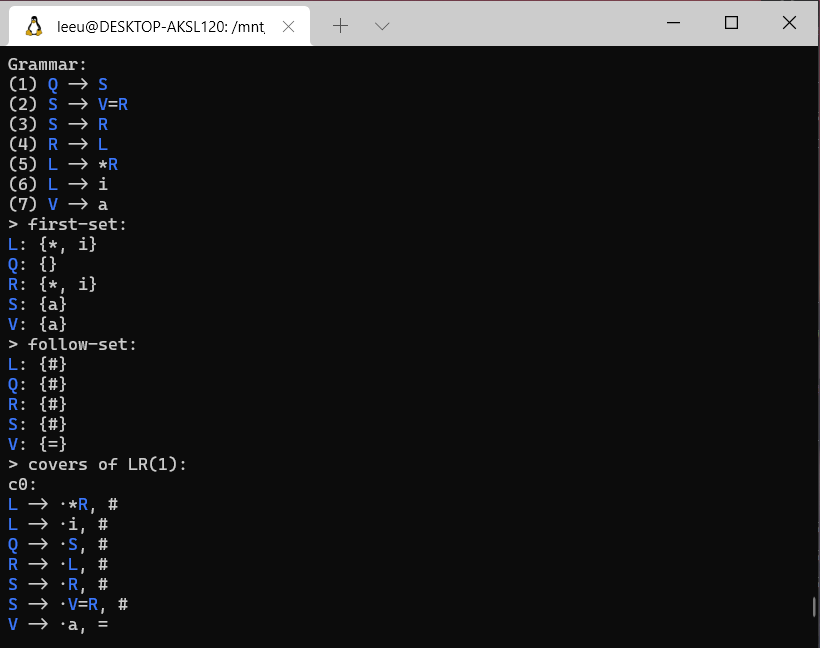 leeu@DESKTOP-AKSL120: /mnt,
Grammar:
(1) Q → S
(2) S → V=R
(3) S → R
(4) R → L
(5) L → *R
(6) L → i
(7) V → a
> first-set:
L: {*, i}
Q: {}
R: {*, i}
S: {a}
V: {a}
> follow-set:
L: {#}
Q: {#}
R: {#}
S: {#}
V: {=}
> covers of LR(1):
c0:
L → ·*R, #
L → ·i, #
Q → ·S, #
R → ·L, #
S → ·R, #
S → ·V=R, #
V → ·a, =